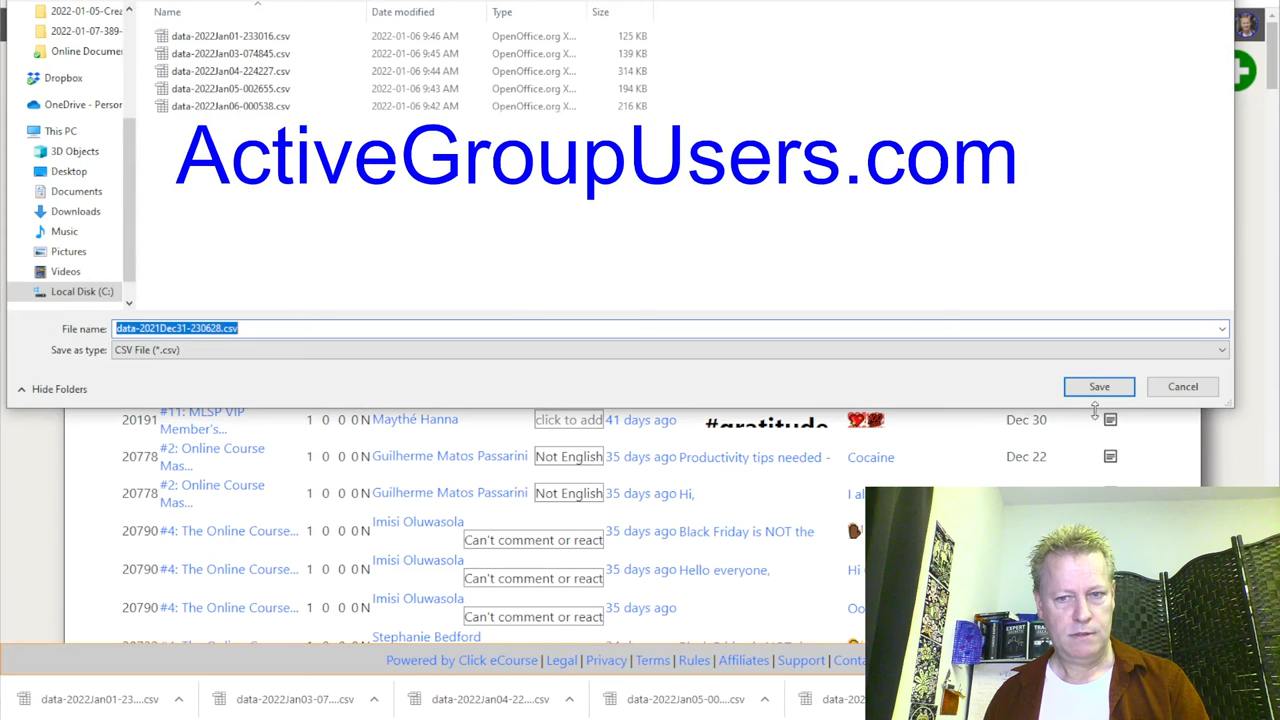 2022-01-05-Crea
2022-01-07-389-
Online Documer
Dropbox
OneDrive - Person
This PC
3D Objects
Desktop
Documents
Downloads
Music
Pictures
Videos
Local Disk (C:)
Name Date modified Type Size
data-2022Jan01-233016.csv 2022-01-06 9:46 AM OpenOffice.org X... 125 KB
data-2022Jan03-074845.csv 2022-01-06 9:45 AM OpenOffice.org X... 139 KB
data-2022Jan04-224227.csv 2022-01-06 9:44 AM OpenOffice.org X... 314 KB
data-2022Jan05-002655.csv 2022-01-06 9:43 AM OpenOffice.org X... 194 KB
data-2022Jan06-000538.csv 2022-01-06 9:42 AM OpenOffice.org X... 216 KB
ActiveGroupUsers.com
File name: data-2021Dec31-230628.csv
Save as type: CSV File (*.csv)
Hide Folders Save Cancel
20191 #11: MLSP VIP Member's... 1 0 0 0 N Maythé Hanna click to add 41 days ago #gratitude Dec 30
20778 #2: Online Course Mas... 1 0 0 0 N Guilherme Matos Passarini Not English 35 days ago Productivity tips needed - Cocaine Dec 22
20778 #2: Online Course Mas... 1 0 0 0 N Guilherme Matos Passarini Not English 35 days ago Hi, I al
20790 #4: The Online Course... 1 0 0 0 N Imisi Oluwasola Can't comment or react 35 days ago Black Friday is NOT the
20790 #4: The Online Course... 1 0 0 0 N Imisi Oluwasola Can't comment or react 35 days ago Hello everyone, Hi
20790 #4: The Online Course... 1 0 0 0 N Imisi Oluwasola Can't comment or react 35 days ago Oo
Stephanie Bedford
Powered by Click eCourse | Legal | Privacy | Terms | Rules | Affiliates | Support | Conta
data-2022Jan01-23....csv data-2022Jan03-07....csv data-2022Jan04-22....csv data-2022Jan05-00....csv data-202
EXPERT